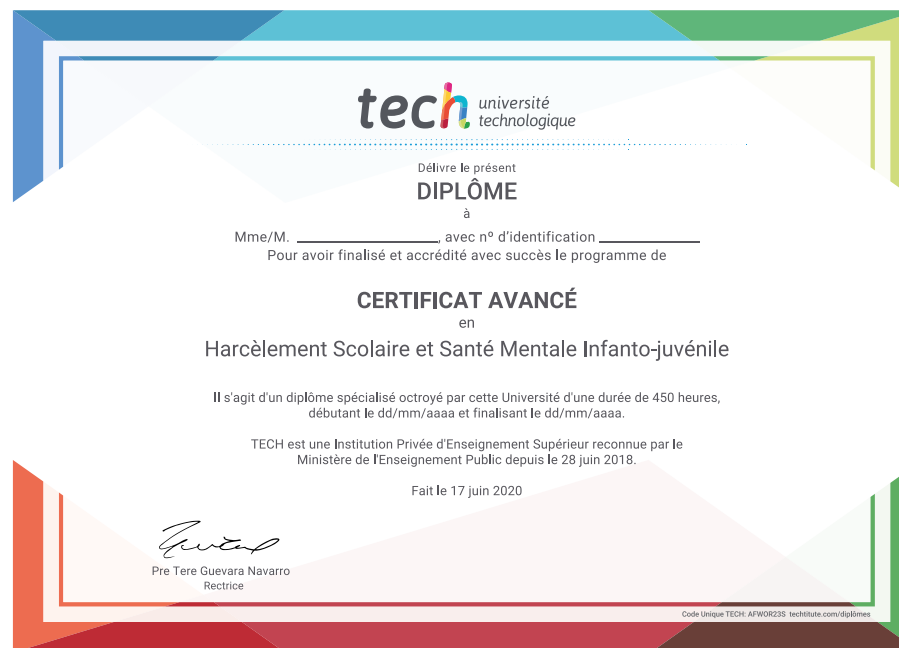 tech université
technologique
Délivre le présent
DIPLÔME
à
Mme/M. ____________, avec nº d'identification ____________
Pour avoir finalisé et accrédité avec succès le programme de
CERTIFICAT AVANCÉ
en
Harcèlement Scolaire et Santé Mentale Infanto-juvénile
Il s'agit d'un diplôme spécialisé octroyé par cette Université d'une durée de 450 heures,
débutant le dd/mm/aaaa et finalisant le dd/mm/aaaa.
TECH est une Institution Privée d'Enseignement Supérieur reconnue par le
Ministère de l'Enseignement Public depuis le 28 juin 2018.
Fait le 17 juin 2020
Pre Tere Guevara Navarro
Rectrice
Code Unique TECH: AFWOR23S techtitute.com/diplômes